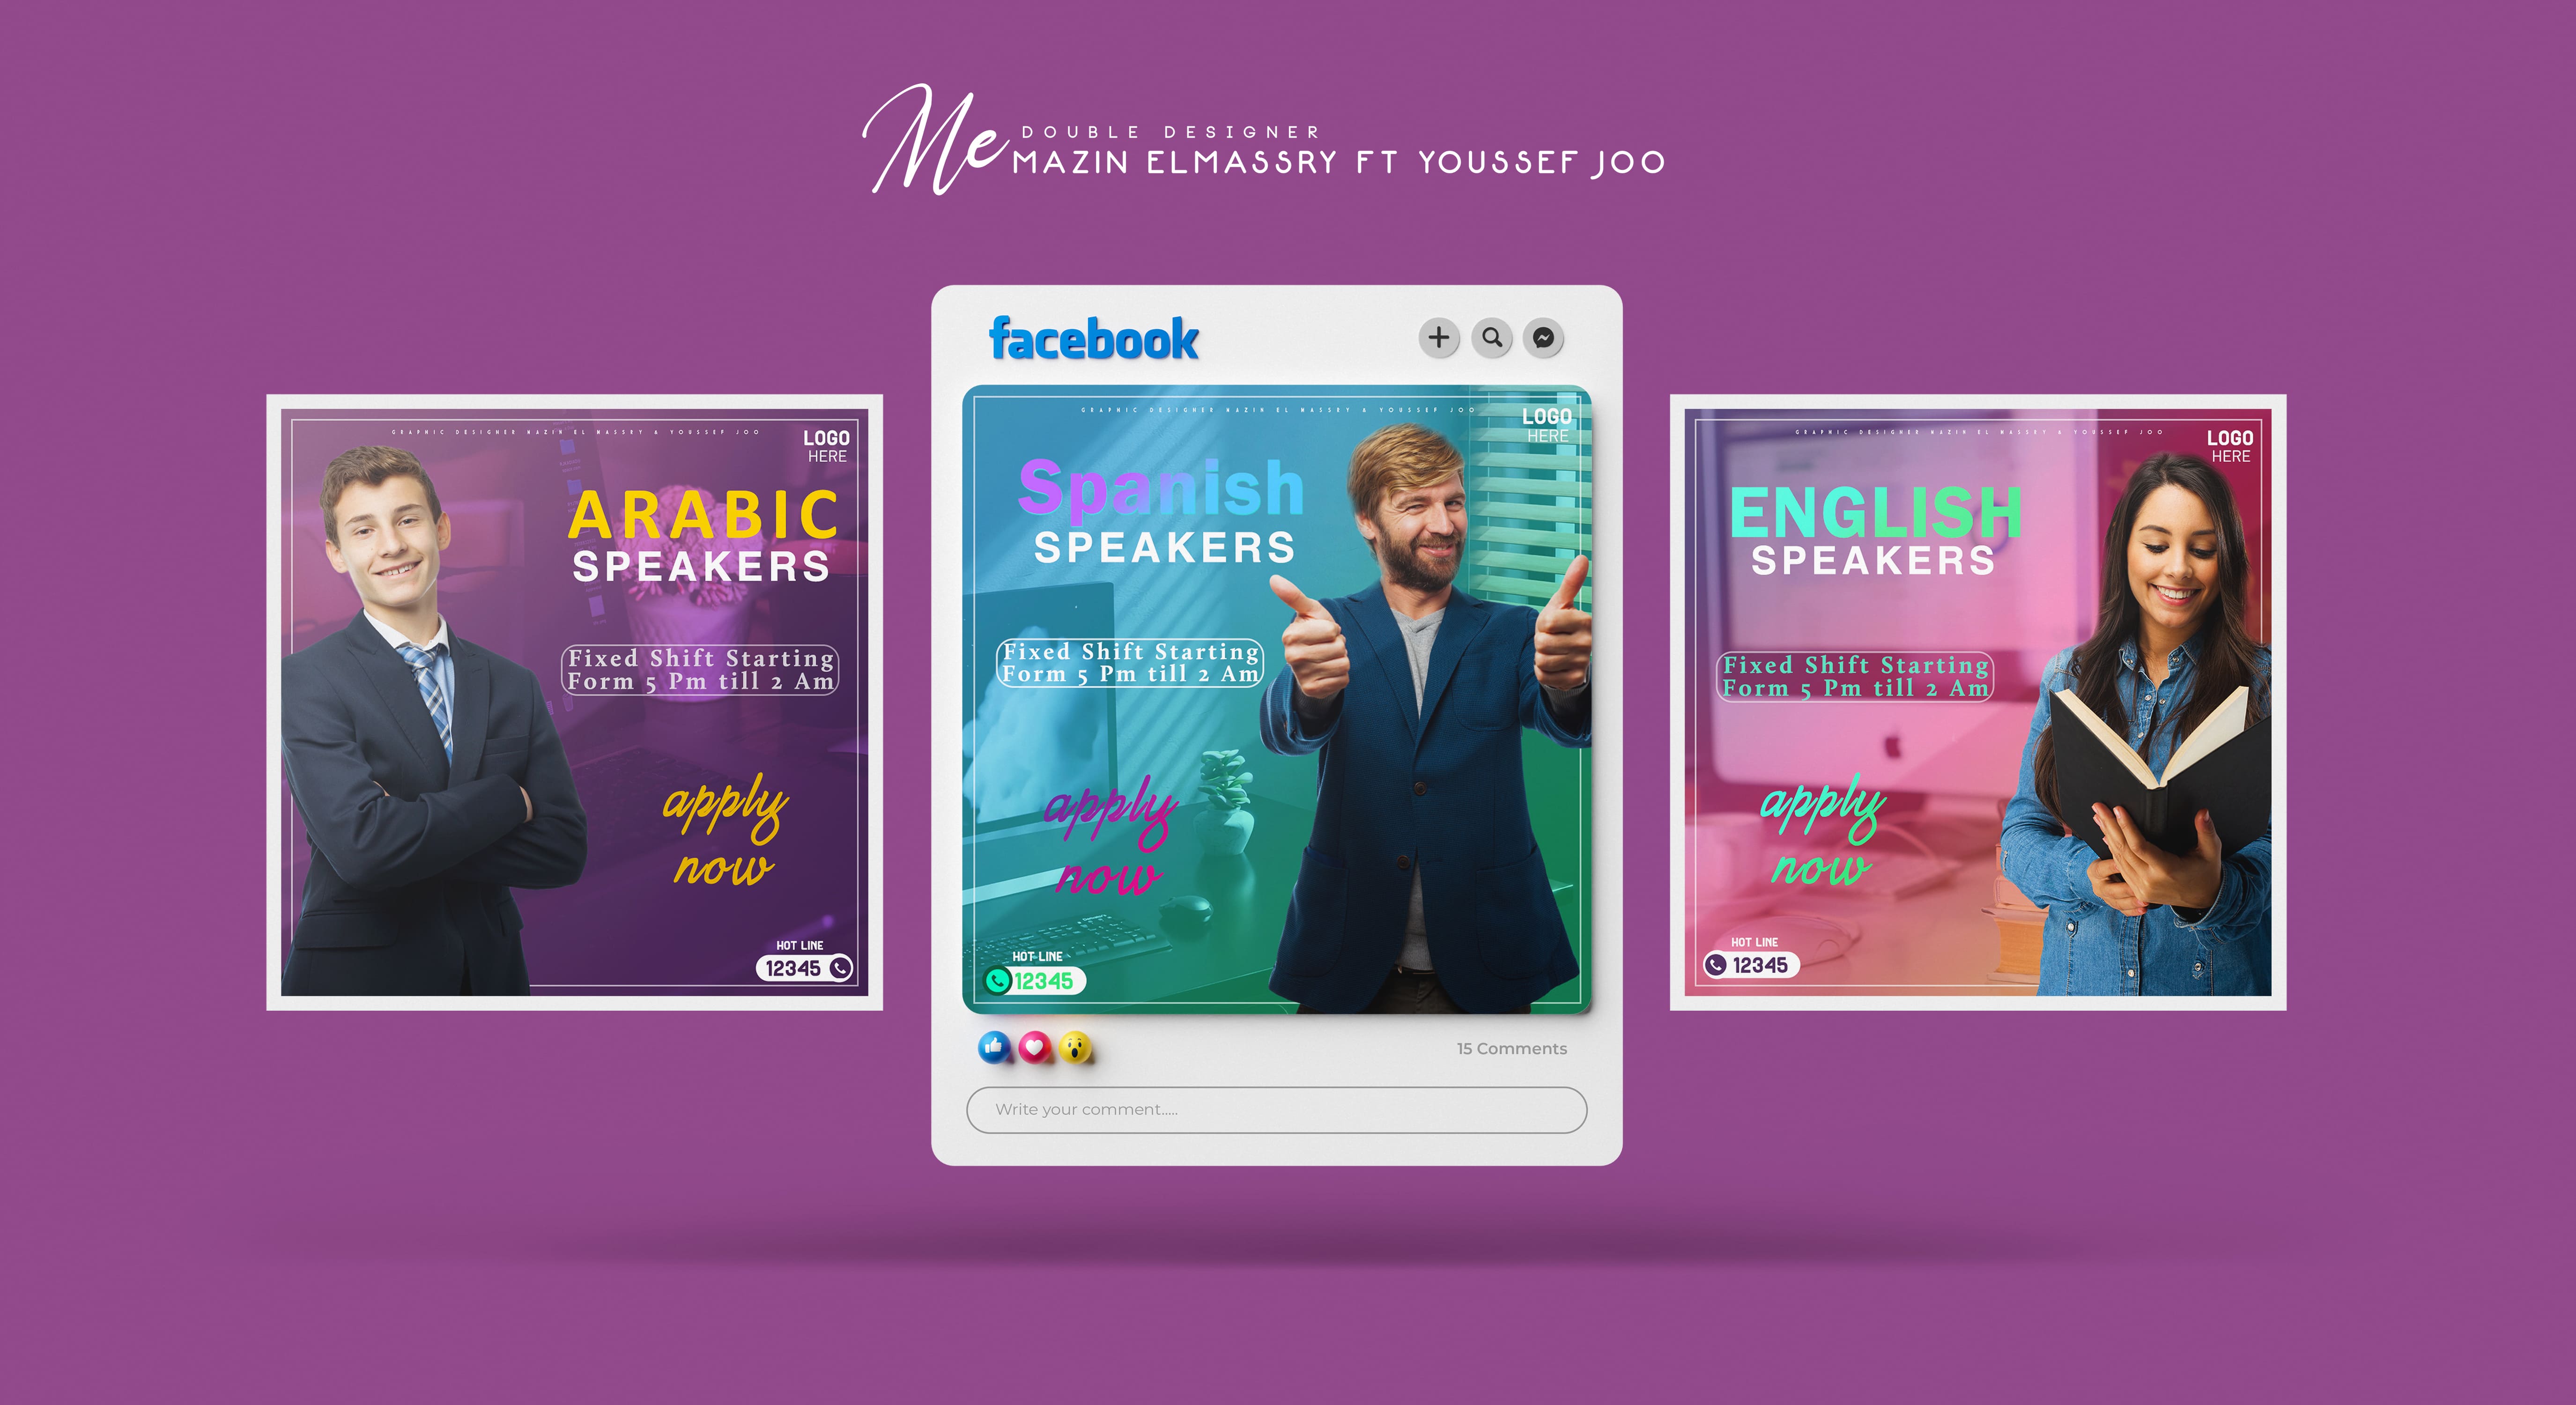 Me
DOUBLE DESIGNER
MAZIN ELMASSRY FT YOUSSEF JOO
GRAPHIC DESIGNER MAZIN EL MASSRY & YOUSSEF JOO
LOGO
HERE
ARABIC
SPEAKERS
Fixed Shift Starting
Form 5 Pm till 2 Am
apply
now
HOT LINE
12345
facebook
GRAPHIC DESIGNER MAZIN EL MASSRY & YOUSSEF JOO
LOGO
HERE
Spanish
SPEAKERS
Fixed Shift Starting
Form 5 Pm till 2 Am
apply
now
HOT LINE
12345
15 Comments
Write your comment.....
GRAPHIC DESIGNER MAZIN EL MASSRY & YOUSSEF JOO
LOGO
HERE
ENGLISH
SPEAKERS
Fixed Shift Starting
Form 5 Pm till 2 Am
apply
now
HOT LINE
12345